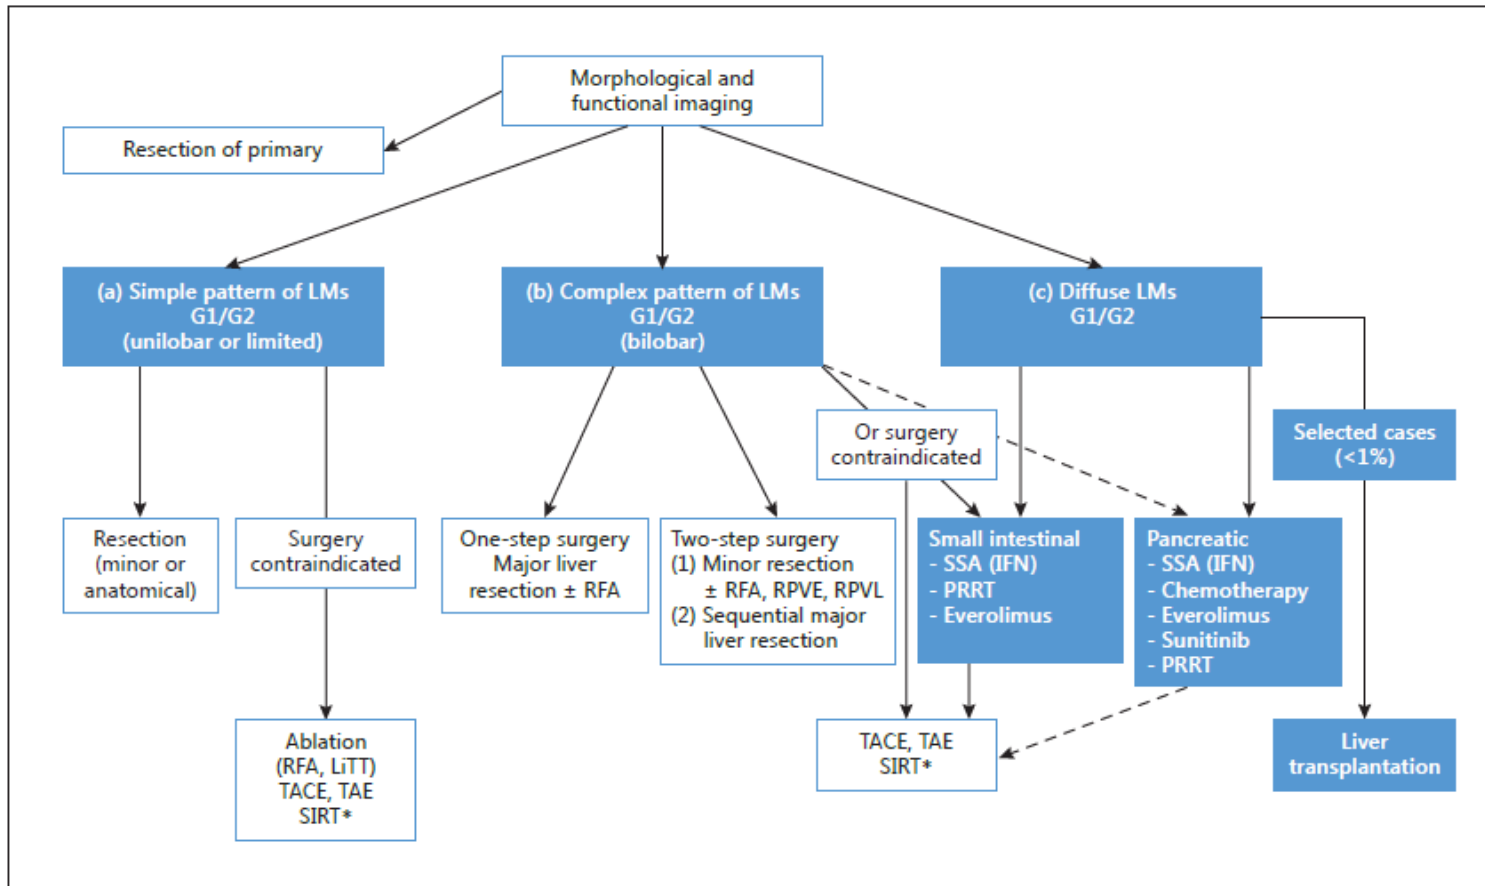 Morphological and
functional imaging
Resection of primary
(a) Simple pattern of LMs
G1/G2
(unilobar or limited)
(b) Complex pattern of LMs
G1/G2
(bilobar)
(c) Diffuse LMs
G1/G2
Or surgery
contraindicated
Selected cases
(<1%)
Resection
(minor or
anatomical)
Surgery
contraindicated
One-step surgery
Major liver
resection ± RFA
Two-step surgery
(1) Minor resection
± RFA, RPVE, RPVL
(2) Sequential major
liver resection
Small intestinal
- SSA (IFN)
- PRRT
- Everolimus
Pancreatic
- SSA (IFN)
- Chemotherapy
- Everolimus
- Sunitinib
- PRRT
Ablation
(RFA, LiTT)
TACE, TAE
SIRT*
TACE, TAE
SIRT*
Liver
transplantation